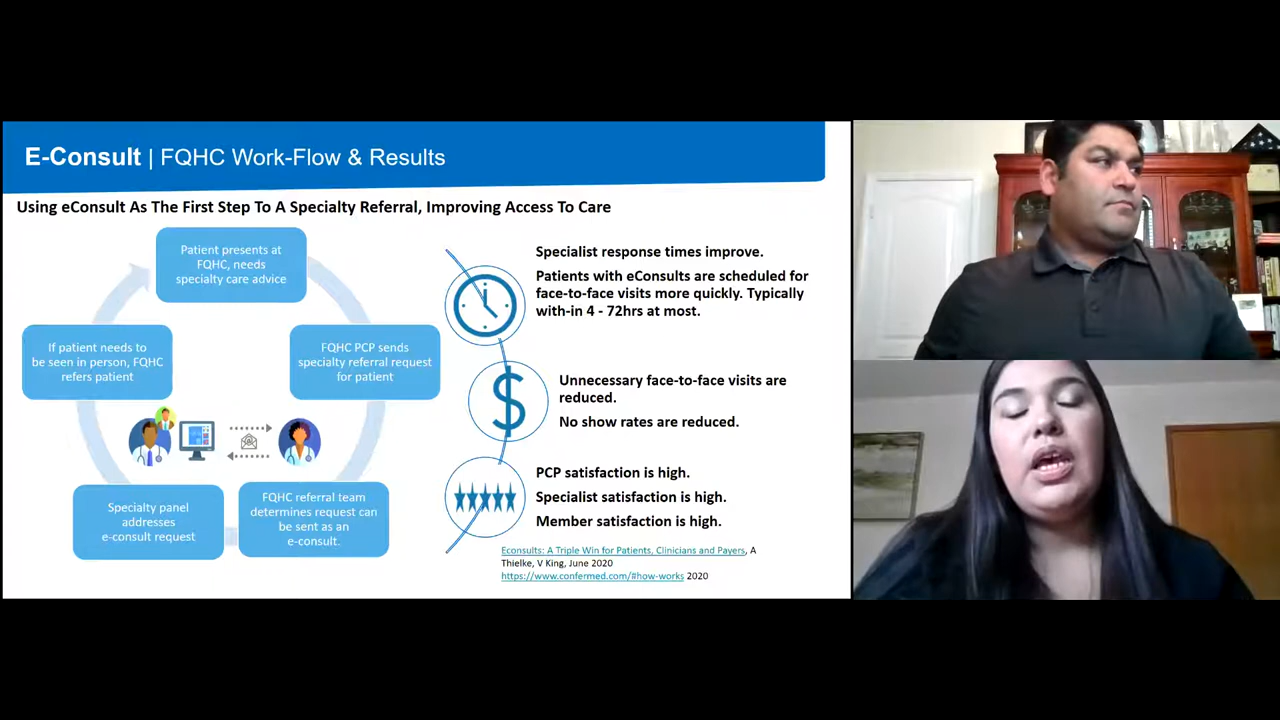 E-Consult | FQHC Work-Flow & Results
Using eConsult As The First Step To A Specialty Referral, Improving Access To Care
Patient presents at
FQHC, needs
specialty care advice
FQHC PCP sends
specialty referral request
for patient
FQHC referral team
determines request can
be sent as an
e-consult.
Specialty panel
addresses
e-consult request
If patient needs to
be seen in person, FQHC
refers patient
Specialist response times improve.
Patients with eConsults are scheduled for
face-to-face visits more quickly. Typically
with-in 4 - 72hrs at most.
Unnecessary face-to-face visits are
reduced.
No show rates are reduced.
PCP satisfaction is high.
Specialist satisfaction is high.
Member satisfaction is high.
Econsults: A Triple Win for Patients, Clinicians and Payers, A
Thielke, V King, June 2020
https://www.confermed.com/#how-works 2020